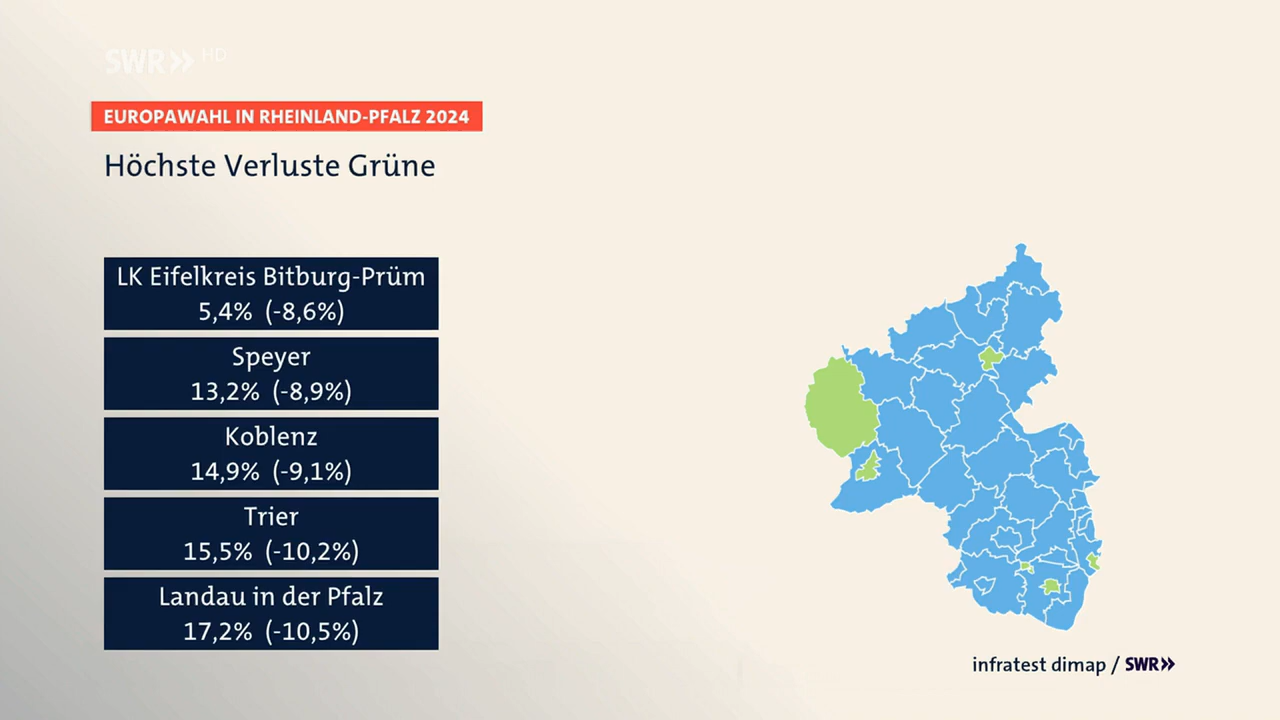 SWR» HD
EUROPAWAHL IN RHEINLAND-PFALZ 2024
Höchste Verluste Grüne
LK Eifelkreis Bitburg-Prüm
5,4% (-8,6%)
Speyer
13,2% (-8,9%)
Koblenz
14,9% (-9,1%)
Trier
15,5% (-10,2%)
Landau in der Pfalz
17,2% (-10,5%)
infratest dimap / SWR»